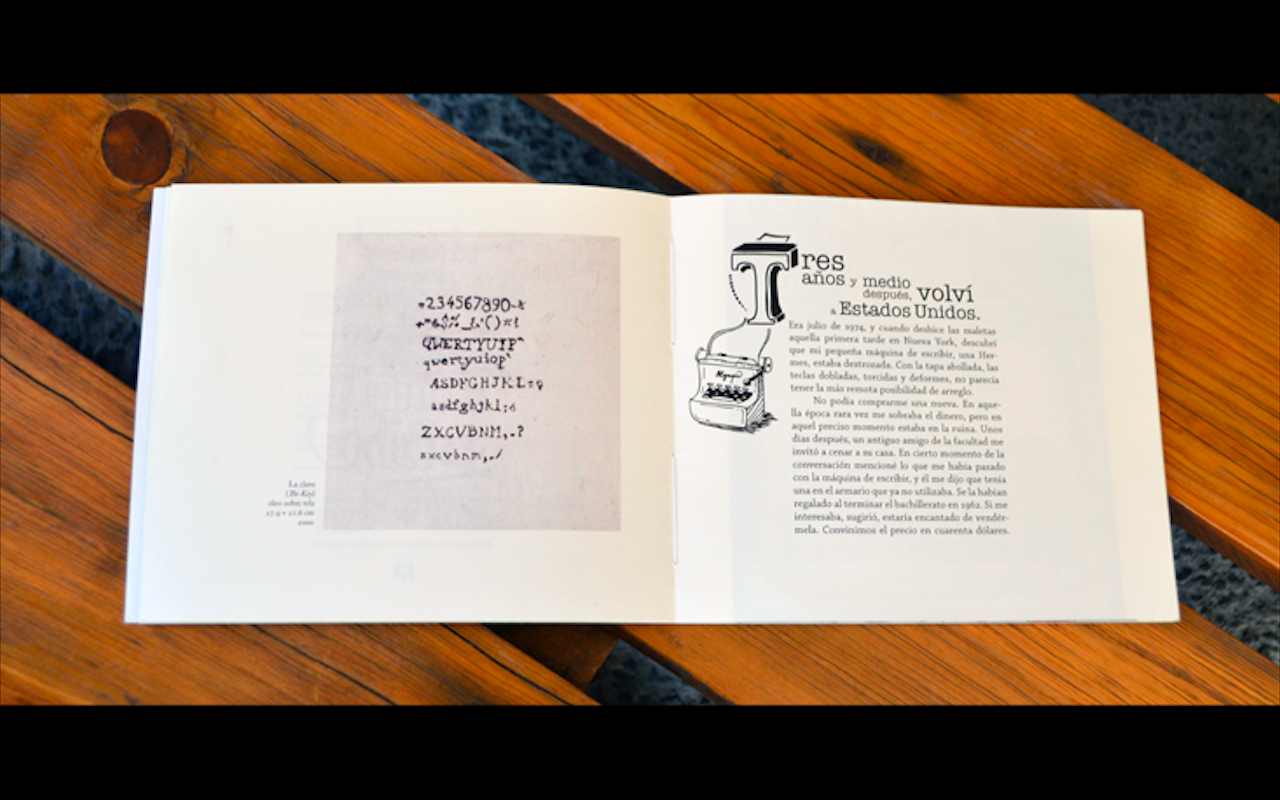 =234567890-*
+"&$%_&'()*!
QWERTYUIP^
qwertyuiop`
ASDFGHJKL:@
asdfghjkl;¢
ZXCVBNM,.?
zxcvbnm,./
La clave
(The Key)
óleo sobre tela
27.9 × 21.6 cm
2000
Tres
años y medio
después, volví
a Estados Unidos.
Era julio de 1974, y cuando deshice las maletas
aquella primera tarde en Nueva York, descubrí
que mi pequeña máquina de escribir, una Her-
mes, estaba destrozada. Con la tapa abollada, las
teclas dobladas, torcidas y deformes, no parecía
tener la más remota posibilidad de arreglo.
No podía comprarme una nueva. En aque-
lla época rara vez me sobraba el dinero, pero en
aquel preciso momento estaba en la ruina. Unos
días después, un antiguo amigo de la facultad me
invitó a cenar a su casa. En cierto momento de la
conversación mencioné lo que me había pasado
con la máquina de escribir, y él me dijo que tenía
una en el armario que ya no utilizaba. Se la habían
regalado al terminar el bachillerato en 1962. Si me
interesaba, sugirió, estaría encantado de vendér-
mela. Convinimos el precio en cuarenta dólares.